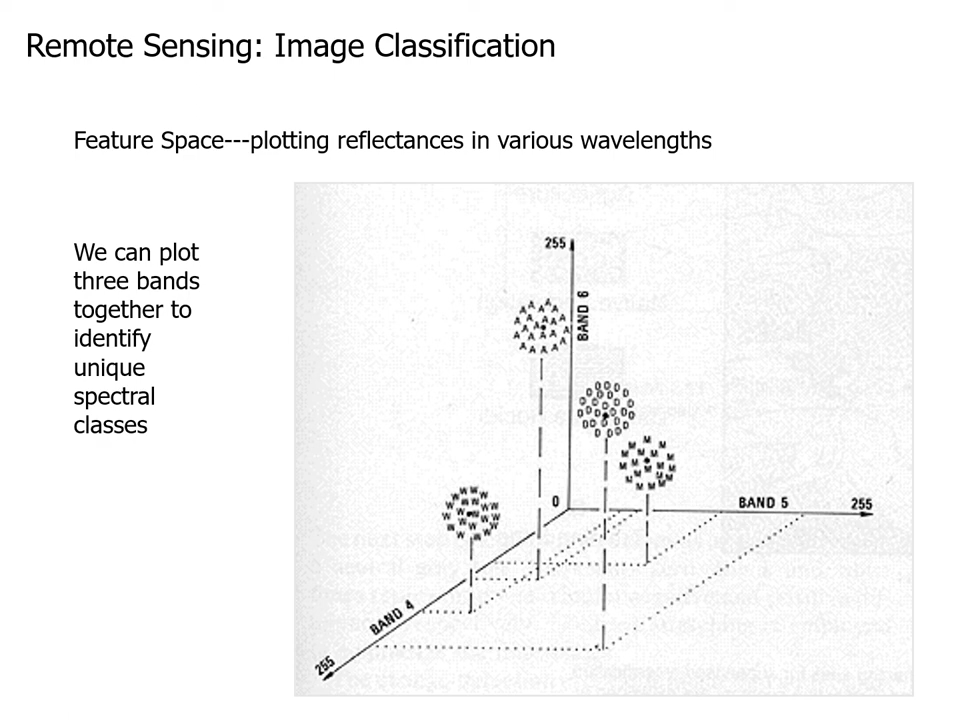 Remote Sensing: Image Classification
Feature Space---plotting reflectances in various wavelengths
We can plot
three bands
together to
identify
unique
spectral
classes
255
BAND 6
0
BAND 5
255
BAND 4
255